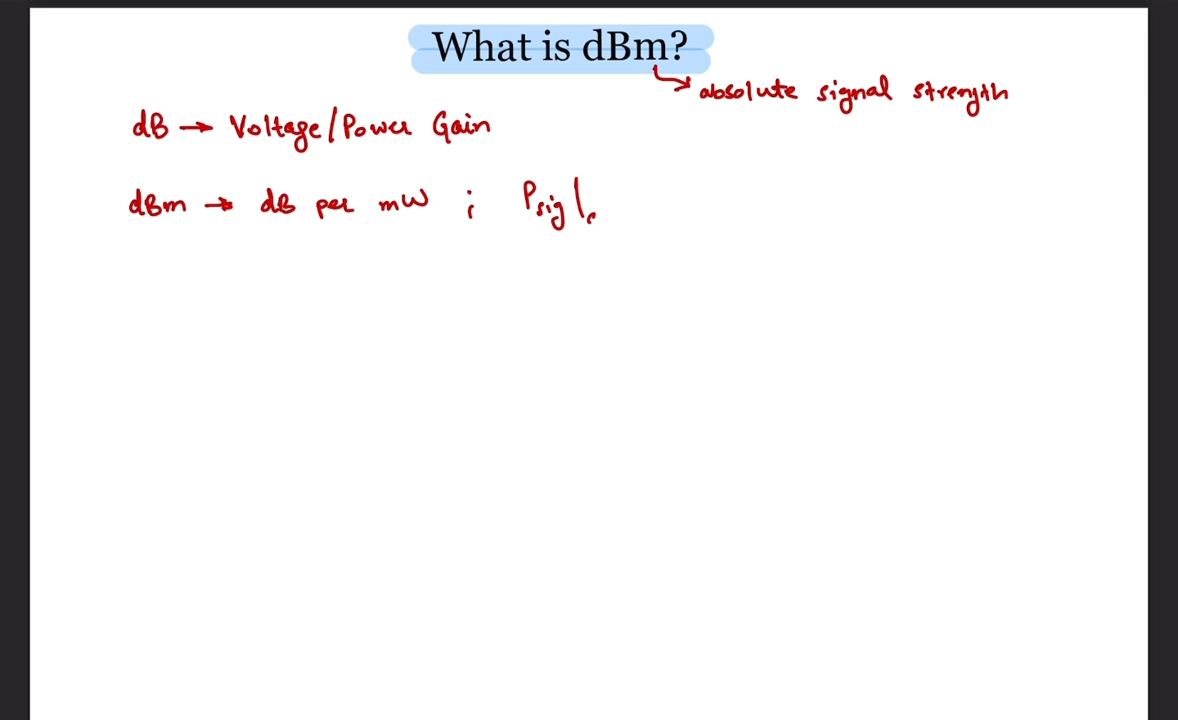 What is dBm?
absolute signal strength
dB → Voltage/Power Gain
dBm → dB per mW ; Psig|